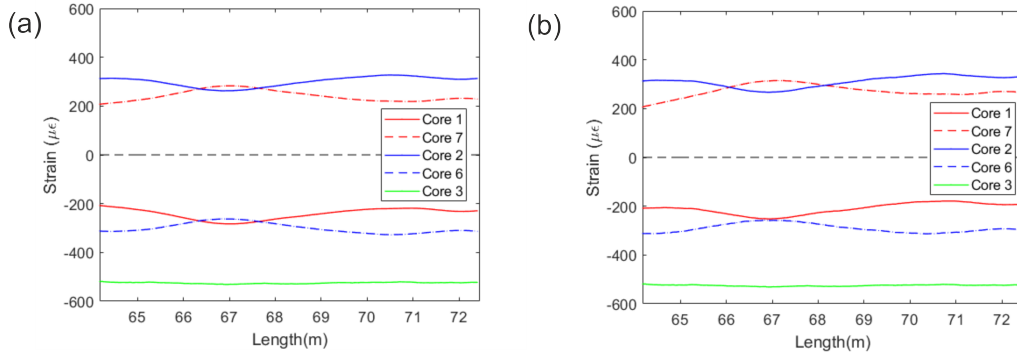 (a)
600
400
200
0
-200
-400
-600
Strain (με)
65 66 67 68 69 70 71 72
Length(m)
Core 1
Core 7
Core 2
Core 6
Core 3
(b)
600
400
200
0
-200
-400
-600
Strain (με)
65 66 67 68 69 70 71 72
Length(m)
Core 1
Core 7
Core 2
Core 6
Core 3